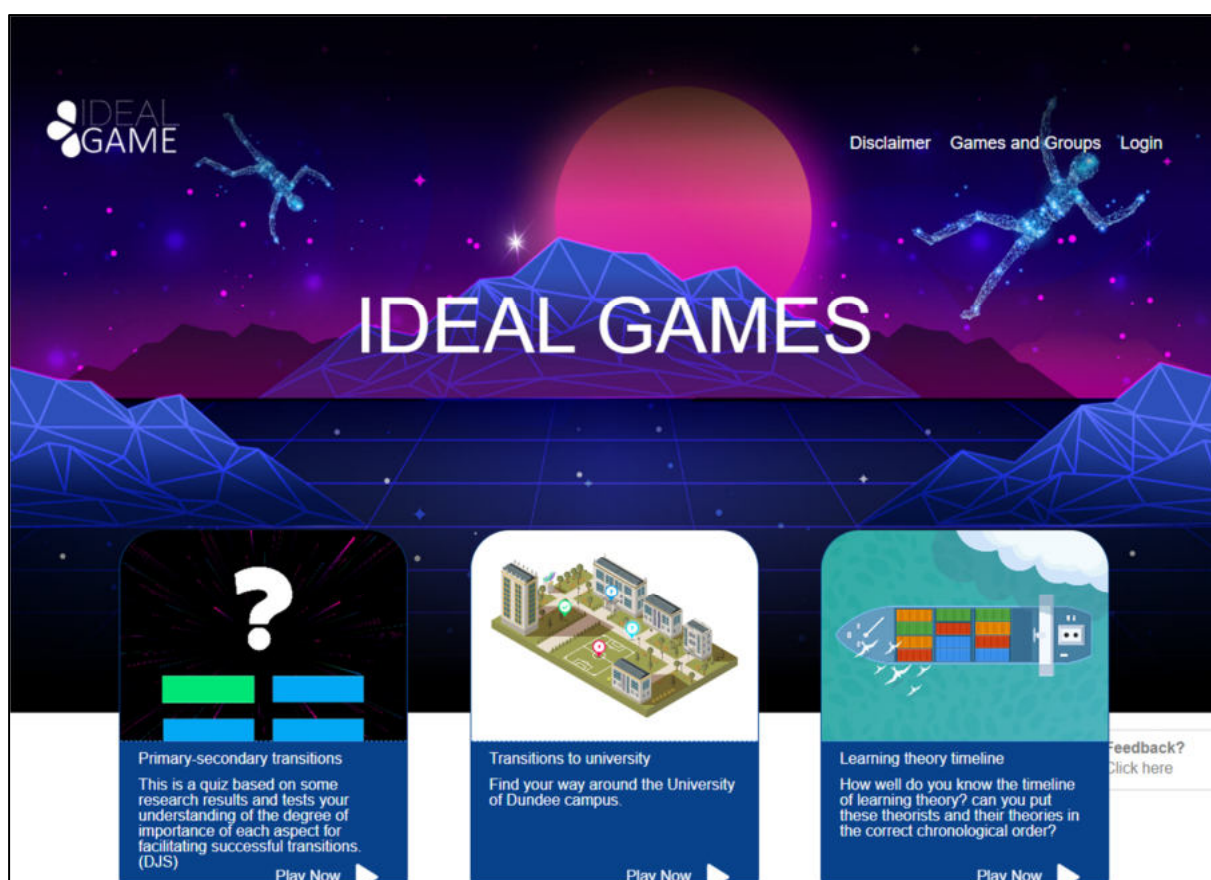 IDEAL
GAME
Disclaimer Games and Groups Login
IDEAL GAMES
?
Primary-secondary transitions
This is a quiz based on some
research results and tests your
understanding of the degree of
importance of each aspect for
facilitating successful transitions.
(DJS)
Play Now
Transitions to university
Find your way around the University
of Dundee campus.
Play Now
Learning theory timeline
How well do you know the timeline
of learning theory? can you put
these theorists and their theories in
the correct chronological order?
Play Now
Feedback?
Click here